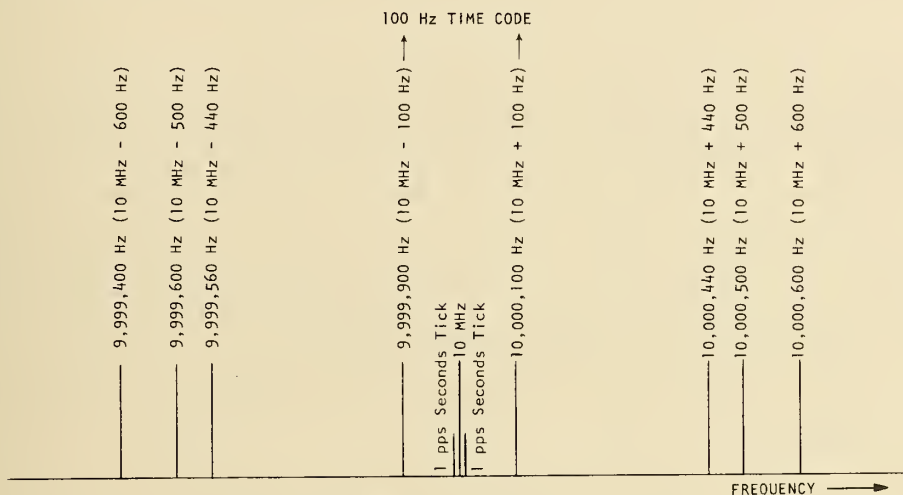 100 Hz TIME CODE
9,999,400 Hz (10 MHz - 600 Hz)
9,999,600 Hz (10 MHz - 500 Hz)
9,999,560 Hz (10 MHz - 440 Hz)
9,999,900 Hz (10 MHz - 100 Hz)
1 pps Seconds Tick
10 MHz
1 pps Seconds Tick
10,000,100 Hz (10 MHz + 100 Hz)
10,000,440 Hz (10 MHz + 440 Hz)
10,000,500 Hz (10 MHz + 500 Hz)
10,000,600 Hz (10 MHz + 600 Hz)
FREQUENCY